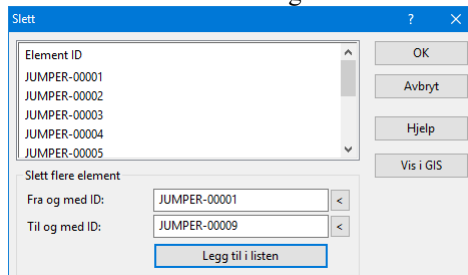 Slett ? ×
Element ID
JUMPER-00001
JUMPER-00002
JUMPER-00003
JUMPER-00004
JUMPER-00005
OK
Avbryt
Hjelp
Vis i GIS
Slett flere element
Fra og med ID: JUMPER-00001 <
Til og med ID: JUMPER-00009 <
Legg til i listen